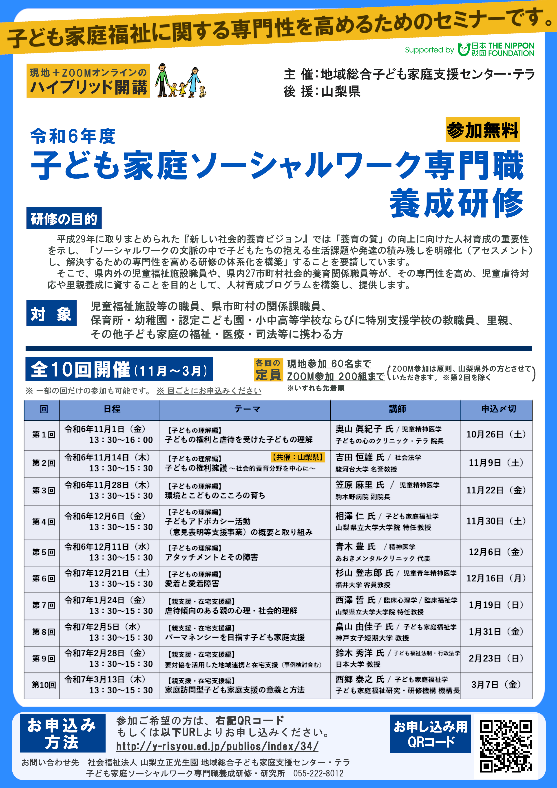 子ども家庭福祉に関する専門性を高めるためのセミナーです。
Supported by 日本財団 THE NIPPON FOUNDATION
現地＋ZOOMオンラインの
ハイブリッド開講
主 催：地域総合子ども家庭支援センター・テラ
後 援：山梨県
参加無料
令和6年度
子ども家庭ソーシャルワーク専門職
養成研修
研修の目的
平成29年に取りまとめられた『新しい社会的養育ビジョン』では「養育の質」の向上に向けた人材育成の重要性
を示し、「ソーシャルワークの文脈の中で子どもたちの抱える生活課題や発達の積み残しを明確化（アセスメント）
し、解決するための専門性を高める研修の体系化を構築」することを要請しています。
そこで、県内外の児童福祉施設職員や、県内27市町村社会的養育関係職員等が、その専門性を高め、児童虐待対
応や里親養成に資することを目的として、人材育成プログラムを構築し、提供します。
対 象
児童福祉施設等の職員、県市町村の関係課職員、
保育所・幼稚園・認定こども園・小中高等学校ならびに特別支援学校の教職員、里親、
その他子ども家庭の福祉・医療・司法等に携わる方
全10回開催（11月～3月）
各回の
定員
現地参加 60名まで
ZOOM参加 200組まで
※いずれも先着順
（ZOOM参加は原則、山梨県外の方とさせて
いただきます。※第2回を除く）
※ 一部の回だけの参加も可能です。 ※ 回ごとにお申込みください
回 日程 テーマ 講師 申込〆切
第1回 令和6年11月1日（金） 13：30～16：00 【子どもの理解編】 子どもの権利と虐待を受けた子どもの理解 奥山 眞紀子 氏 / 児童精神医学 子どもの心のクリニック・テラ 院長 10月26日（土）
第2回 令和6年11月14日（木） 13：30～15：30 【子どもの理解編】 【共催：山梨県】 子どもの権利擁護 ～社会的養育分野を中心に～ 吉田 恒雄 氏 / 社会法学 駿河台大学 名誉教授 11月9日（土）
第3回 令和6年11月28日（木） 13：30～15：30 【子どもの理解編】 環境とこどものこころの育ち 笠原 麻里 氏 / 児童精神医学 駒木野病院 副院長 11月22日（金）
第4回 令和6年12月6日（金） 13：30～15：30 【子どもの理解編】 子どもアドボカシー活動 （意見表明等支援事業）の概要と取り組み 相澤 仁 氏 / 子ども家庭福祉学 山梨県立大学大学院 特任教授 11月30日（土）
第5回 令和6年12月11日（水） 13：30～15：30 【子どもの理解編】 アタッチメントとその障害 青木 豊 氏 / 精神医学 あおきメンタルクリニック 代表 12月6日（金）
第6回 令和7年12月21日（土） 13：30～15：30 【子どもの理解編】 愛着と愛着障害 杉山 登志郎 氏 / 児童青年精神医学 福井大学 客員教授 12月16日（月）
第7回 令和7年1月24日（金） 13：30～15：30 【親支援・在宅支援編】 虐待傾向のある親の心理・社会的理解 西澤 哲 氏 / 臨床心理学 / 臨床福祉学 山梨県立大学大学院 特任教授 1月19日（日）
第8回 令和7年2月5日（水） 13：30～15：30 【親支援・在宅支援編】 パーマネンシーを目指す子ども家庭支援 畠山 由佳子 氏 / 子ども家庭福祉学 神戸女子短期大学 教授 1月31日（金）
第9回 令和7年2月28日（金） 13：30～15：30 【親支援・在宅支援編】 要対協を活用した地域連携と在宅支援（事例検討含む） 鈴木 秀洋 氏 / 子ども福祉法制・行政法学 日本大学 教授 2月23日（日）
第10回 令和7年3月13日（木） 13：30～15：30 【親支援・在宅支援編】 家庭訪問型子ども家庭支援の意義と方法 西郷 泰之 氏 / 子ども家庭福祉学 子ども家庭福祉研究・研修機構 機構長 3月7日（金）
お申込み
方法
参加ご希望の方は、右記QRコード
もしくは以下URLよりお申し込みください。
http://y-risyou.ed.jp/publios/index/34/
お申し込み用
QRコード
お問い合わせ先 社会福祉法人 山梨立正光生園 地域総合子ども家庭支援センター・テラ
子ども家庭ソーシャルワーク専門職養成研修・研究所 055-222-8012